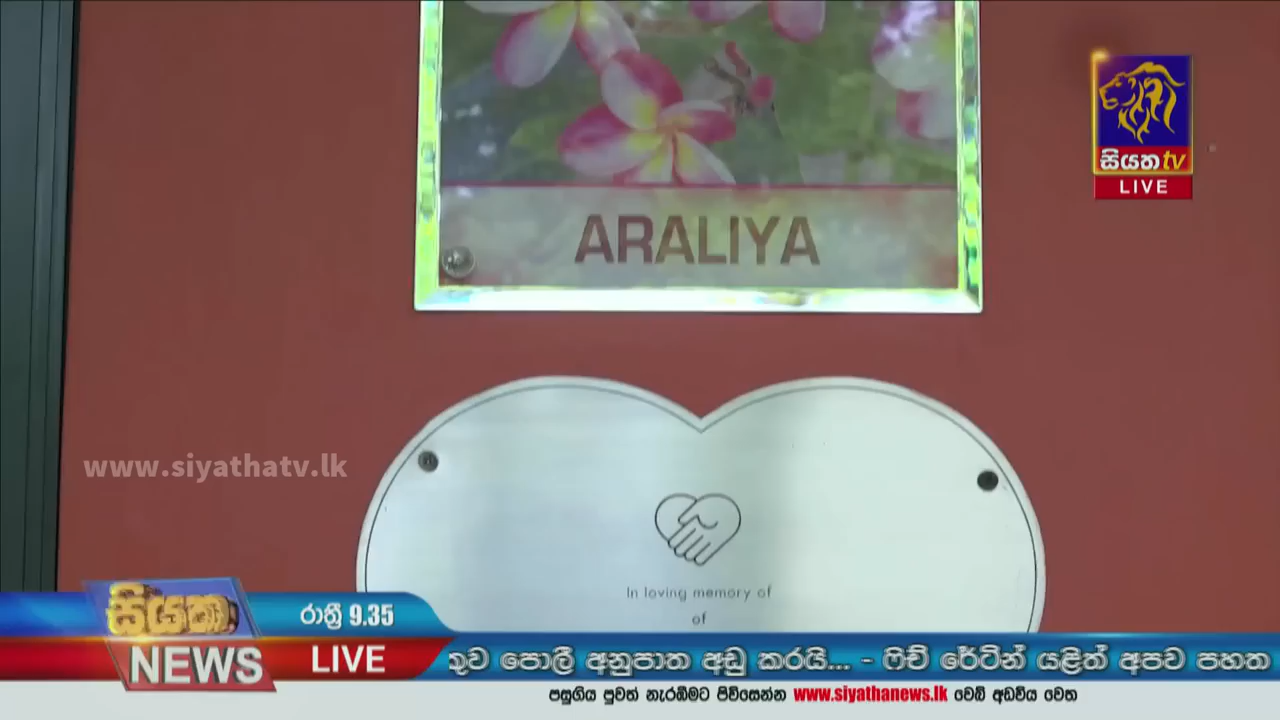 සියත tv
LIVE
ARALIYA
www.siyathatv.lk
In loving memory of
of
සියත
රාත්‍රී 9.35
NEWS
LIVE
තුව පොලී අනුපාත අඩු කරයි... - ෆිච් රේටින් යළිත් අපව පහත
පසුගිය පුවත් නැරඹීමට පිවිසෙන්න www.siyathanews.lk වෙබ් අඩවිය වෙත